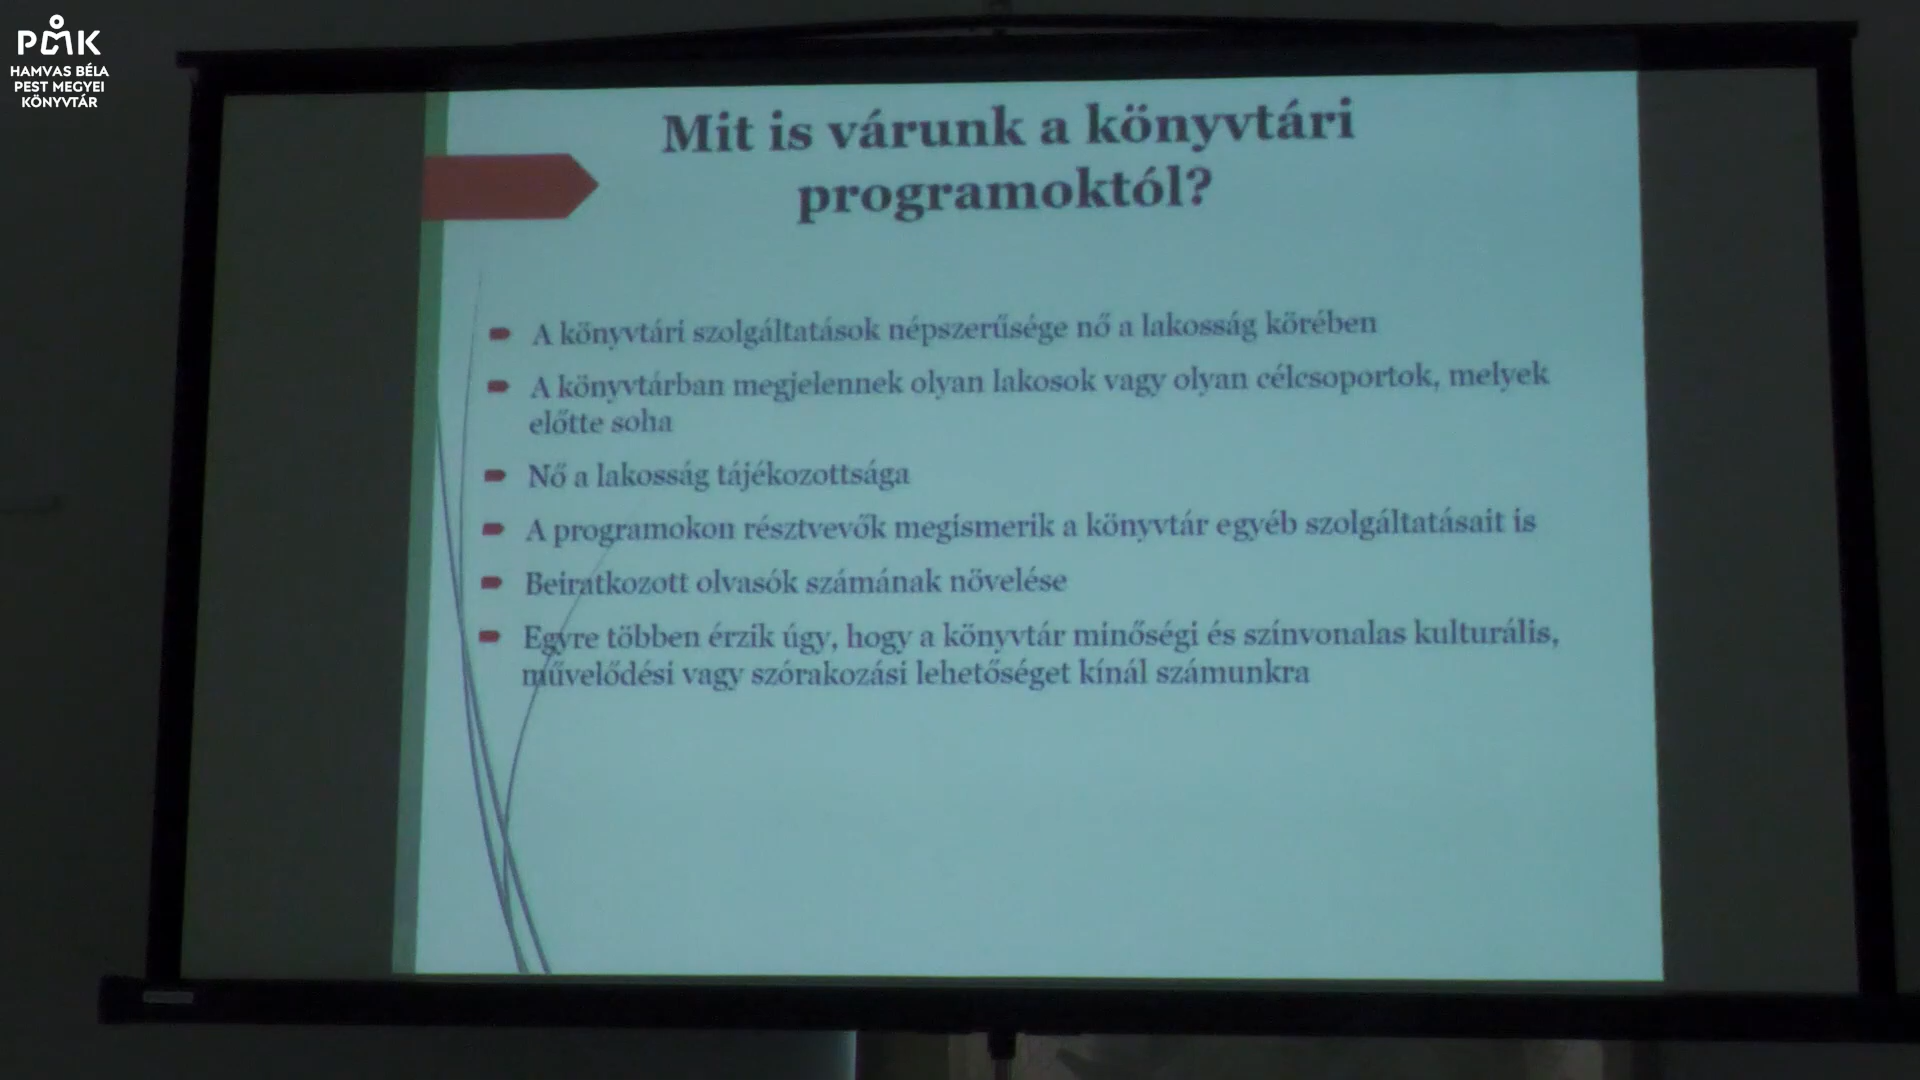 PMK
HAMVAS BÉLA
PEST MEGYEI
KÖNYVTÁR
Mit is várunk a könyvtári
programoktól?
A könyvtári szolgáltatások népszerűsége nő a lakosság körében
A könyvtárban megjelennek olyan lakosok vagy olyan célcsoportok, melyek
előtte soha
Nő a lakosság tájékozottsága
A programokon résztvevők megismerik a könyvtár egyéb szolgáltatásait is
Beiratkozott olvasók számának növelése
Egyre többen érzik úgy, hogy a könyvtár minőségi és színvonalas kulturális,
művelődési vagy szórakozási lehetőséget kínál számunkra